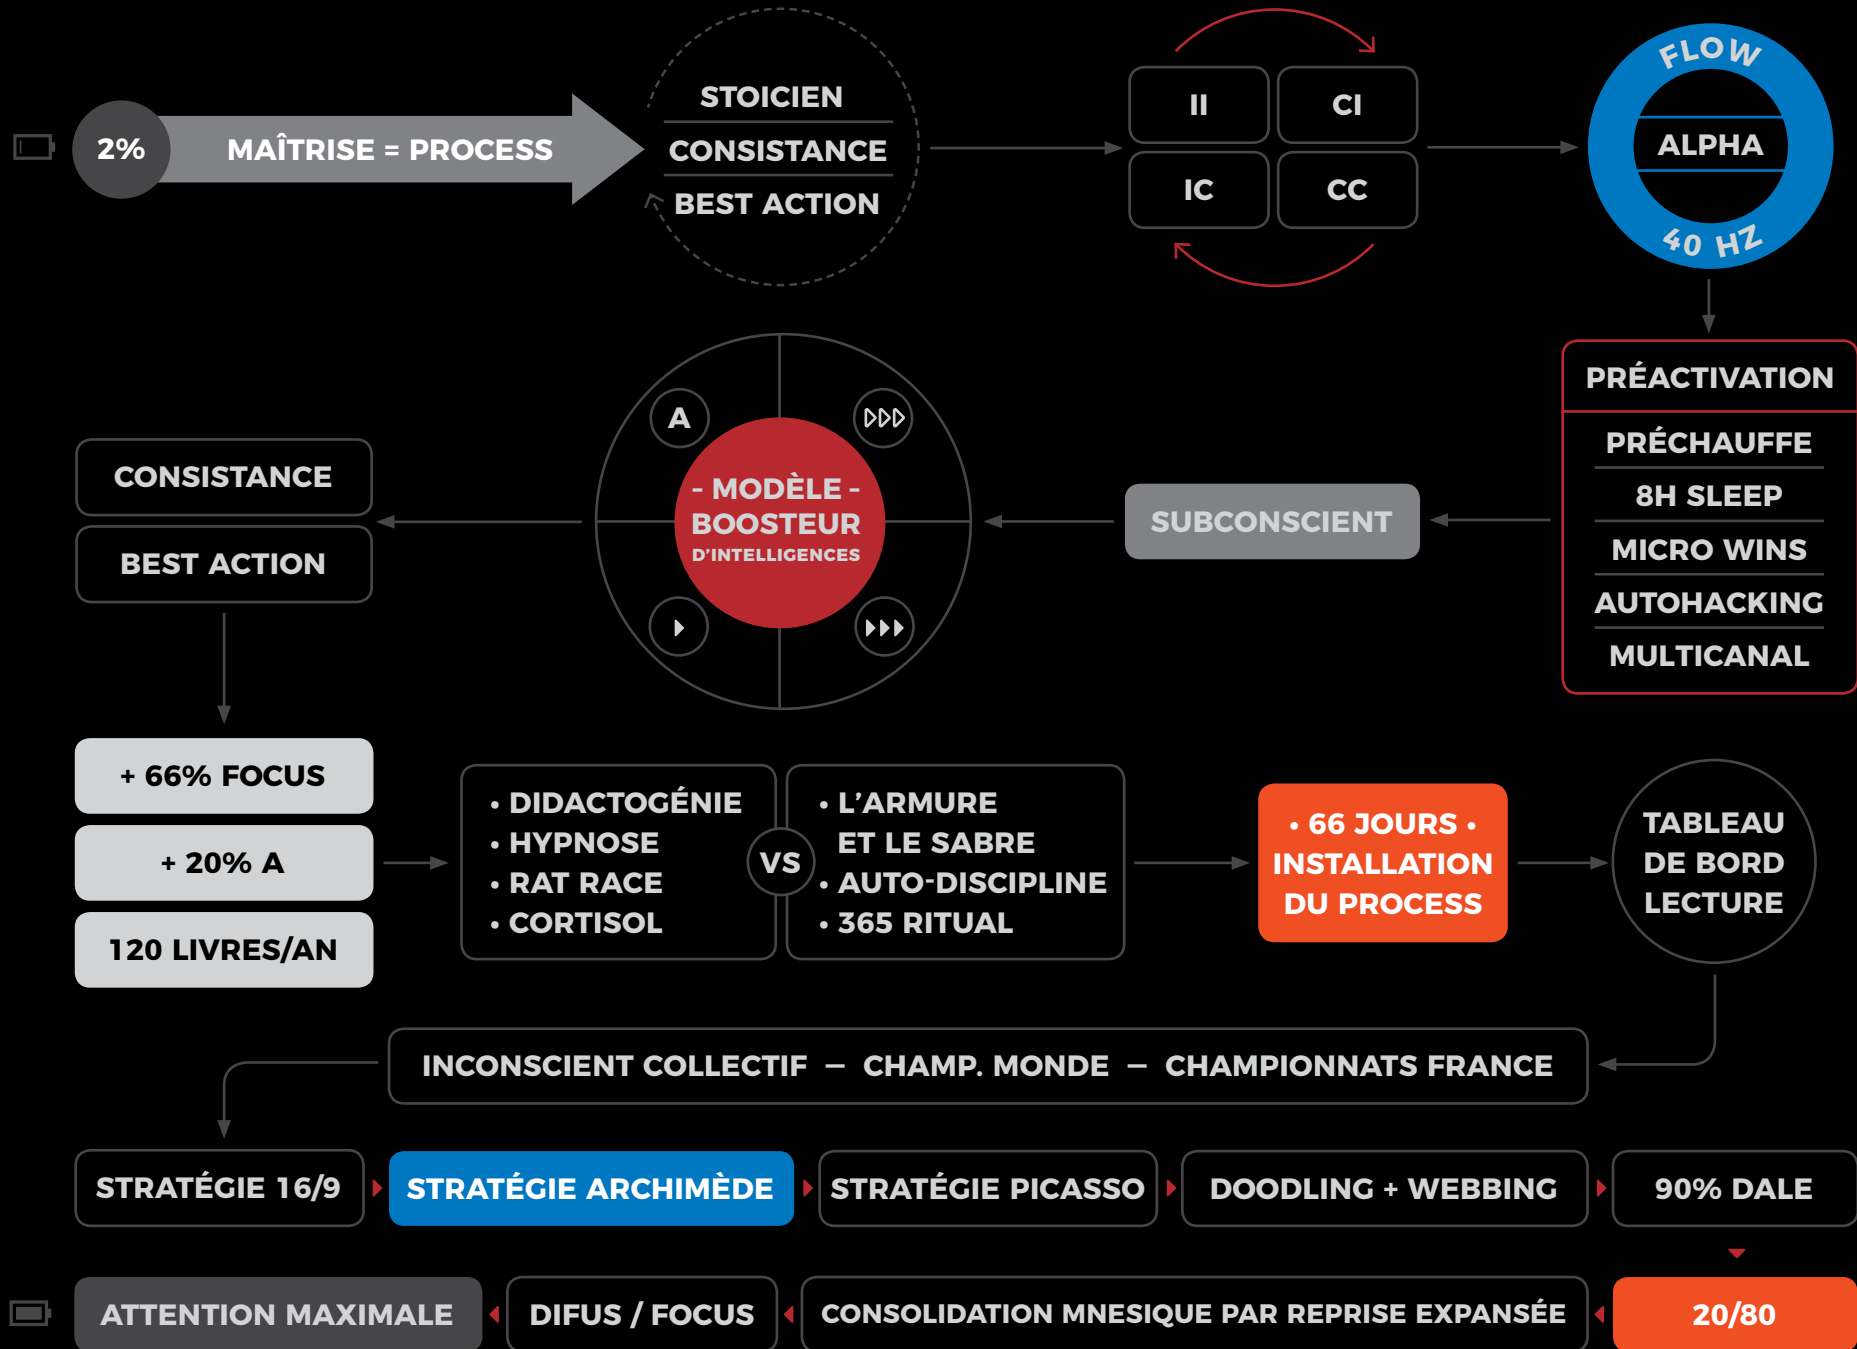 2%
MAÎTRISE = PROCESS
STOICIEN
CONSISTANCE
BEST ACTION
II
CI
IC
CC
FLOW
ALPHA
40 HZ
PRÉACTIVATION
PRÉCHAUFFE
8H SLEEP
MICRO WINS
AUTOHACKING
MULTICANAL
SUBCONSCIENT
A
- MODÈLE -
BOOSTEUR
D'INTELLIGENCES
CONSISTANCE
BEST ACTION
+ 66% FOCUS
+ 20% A
120 LIVRES/AN
• DIDACTOGÉNIE
• HYPNOSE
• RAT RACE
• CORTISOL
VS
• L'ARMURE
ET LE SABRE
• AUTO-DISCIPLINE
• 365 RITUAL
• 66 JOURS •
INSTALLATION
DU PROCESS
TABLEAU
DE BORD
LECTURE
INCONSCIENT COLLECTIF – CHAMP. MONDE – CHAMPIONNATS FRANCE
STRATÉGIE 16/9
STRATÉGIE ARCHIMÈDE
STRATÉGIE PICASSO
DOODLING + WEBBING
90% DALE
20/80
CONSOLIDATION MNESIQUE PAR REPRISE EXPANSÉE
DIFUS / FOCUS
ATTENTION MAXIMALE